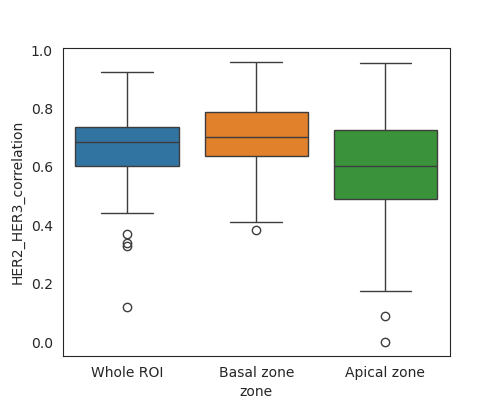 1.0
0.8
0.6
0.4
0.2
0.0
HER2_HER3_correlation
Whole ROI
Basal zone
Apical zone
zone